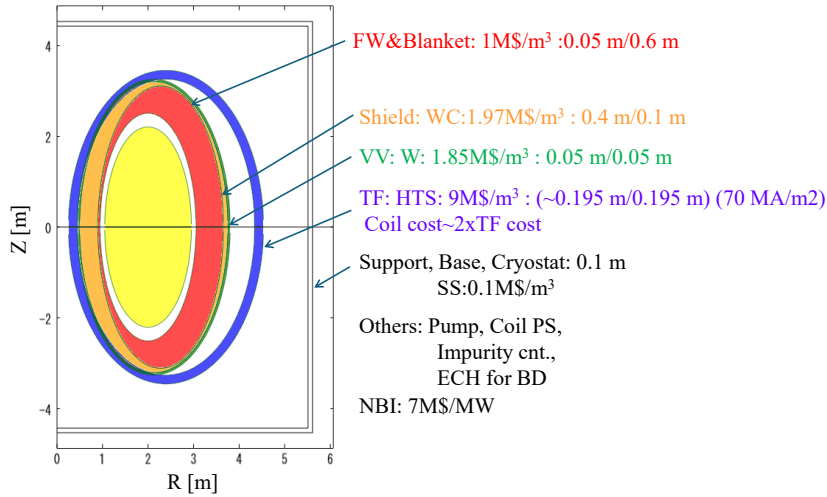 FW&Blanket: 1M$/m³ :0.05 m/0.6 m
Shield: WC:1.97M$/m³ : 0.4 m/0.1 m
VV: W: 1.85M$/m³ : 0.05 m/0.05 m
TF: HTS: 9M$/m³ : (~0.195 m/0.195 m) (70 MA/m2)
Coil cost~2xTF cost
Support, Base, Cryostat: 0.1 m
SS:0.1M$/m³
Others: Pump, Coil PS,
Impurity cnt.,
ECH for BD
NBI: 7M$/MW
Z [m]
4
2
0
-2
-4
0
1
2
3
4
5
6
R [m]